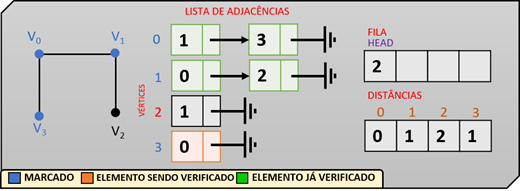 LISTA DE ADJACÊNCIAS
V0 V1
V3 V2
VÉRTICES
0 1 3
1 0 2
2 1
3 0
FILA
HEAD
2
DISTÂNCIAS
0 1 2 3
0 1 2 1
MARCADO ELEMENTO SENDO VERIFICADO ELEMENTO JÁ VERIFICADO